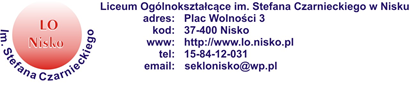 LO
Nisko
Im. Stefana Czarnieckiego
Liceum Ogólnokształcące im. Stefana Czarnieckiego w Nisku
adres: Plac Wolności 3
kod: 37-400 Nisko
www: http://www.lo.nisko.pl
tel: 15-84-12-031
email: seklonisko@wp.pl